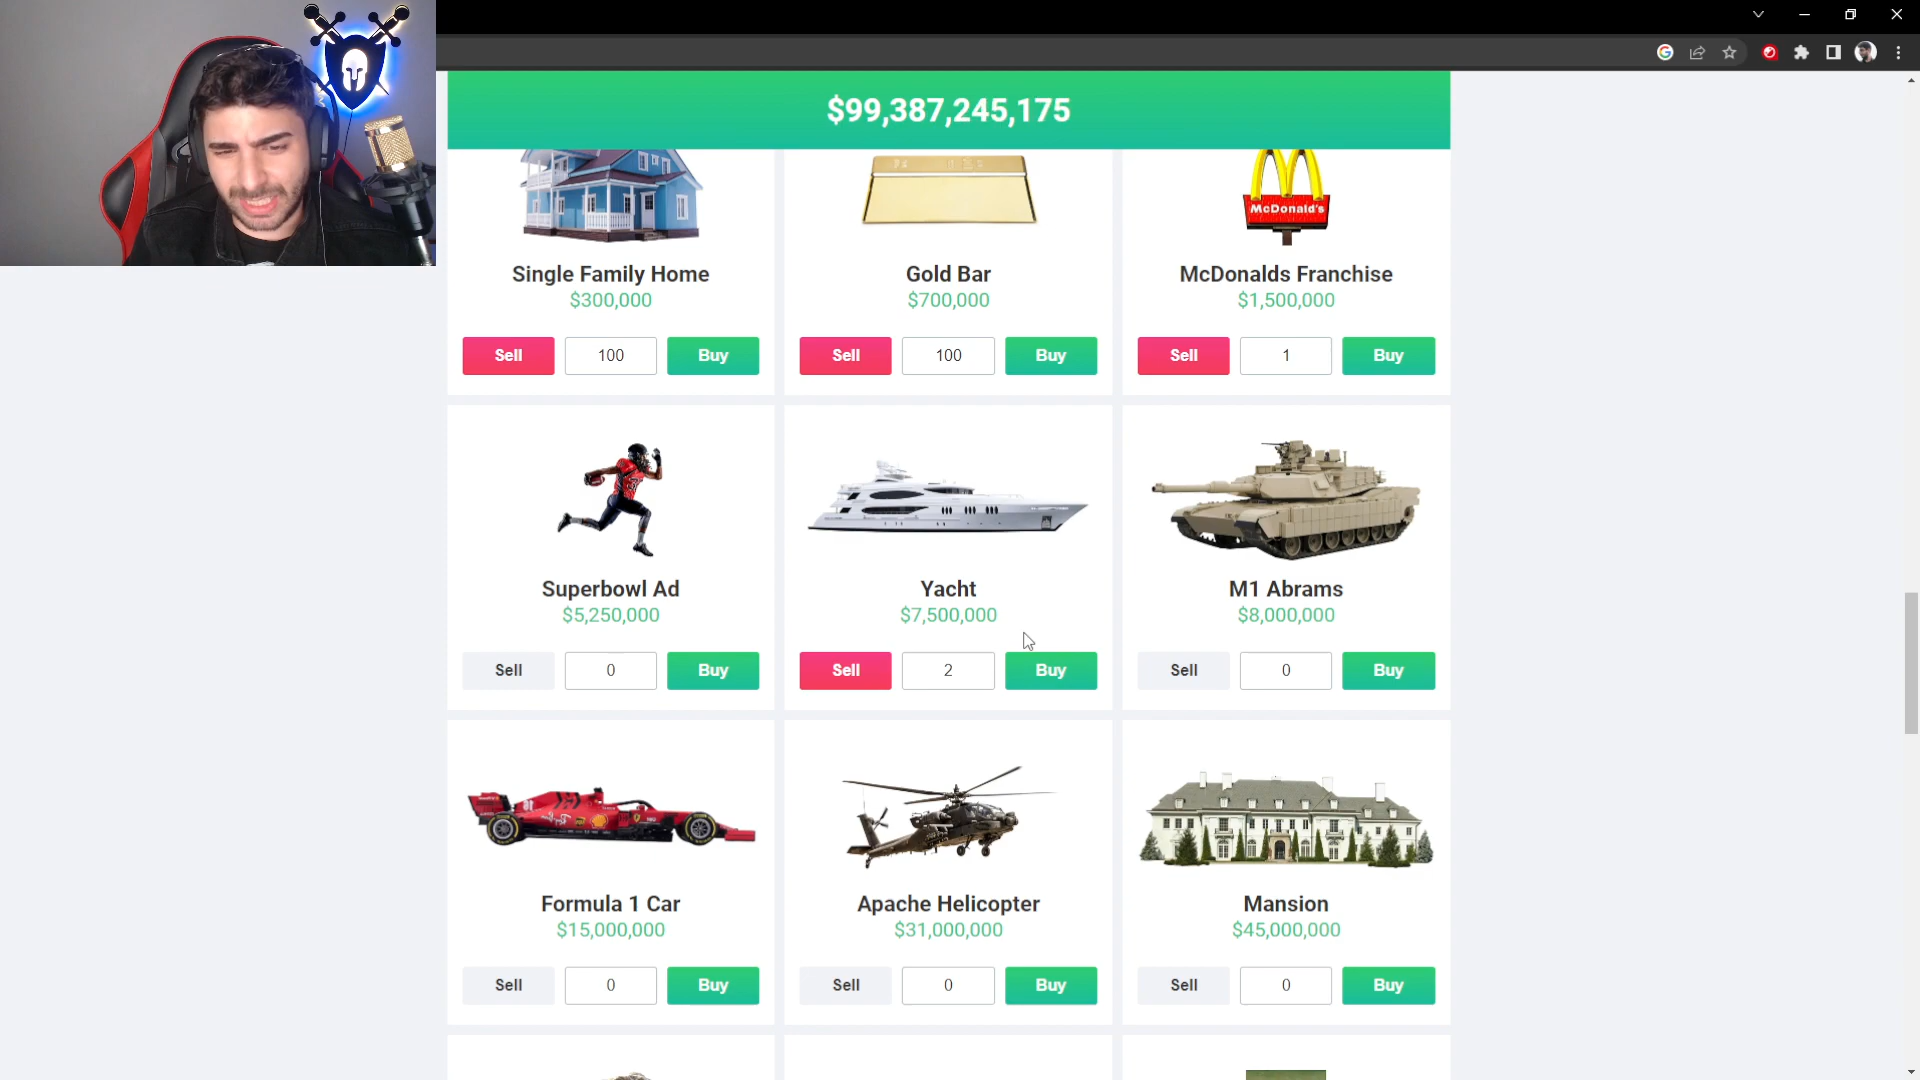 $99,387,245,175
McDonald's
Single Family Home
$300,000
Sell 100 Buy
Gold Bar
$700,000
Sell 100 Buy
McDonalds Franchise
$1,500,000
Sell 1 Buy
Superbowl Ad
$5,250,000
Sell 0 Buy
Yacht
$7,500,000
Sell 2 Buy
M1 Abrams
$8,000,000
Sell 0 Buy
Formula 1 Car
$15,000,000
Sell 0 Buy
Apache Helicopter
$31,000,000
Sell 0 Buy
Mansion
$45,000,000
Sell 0 Buy